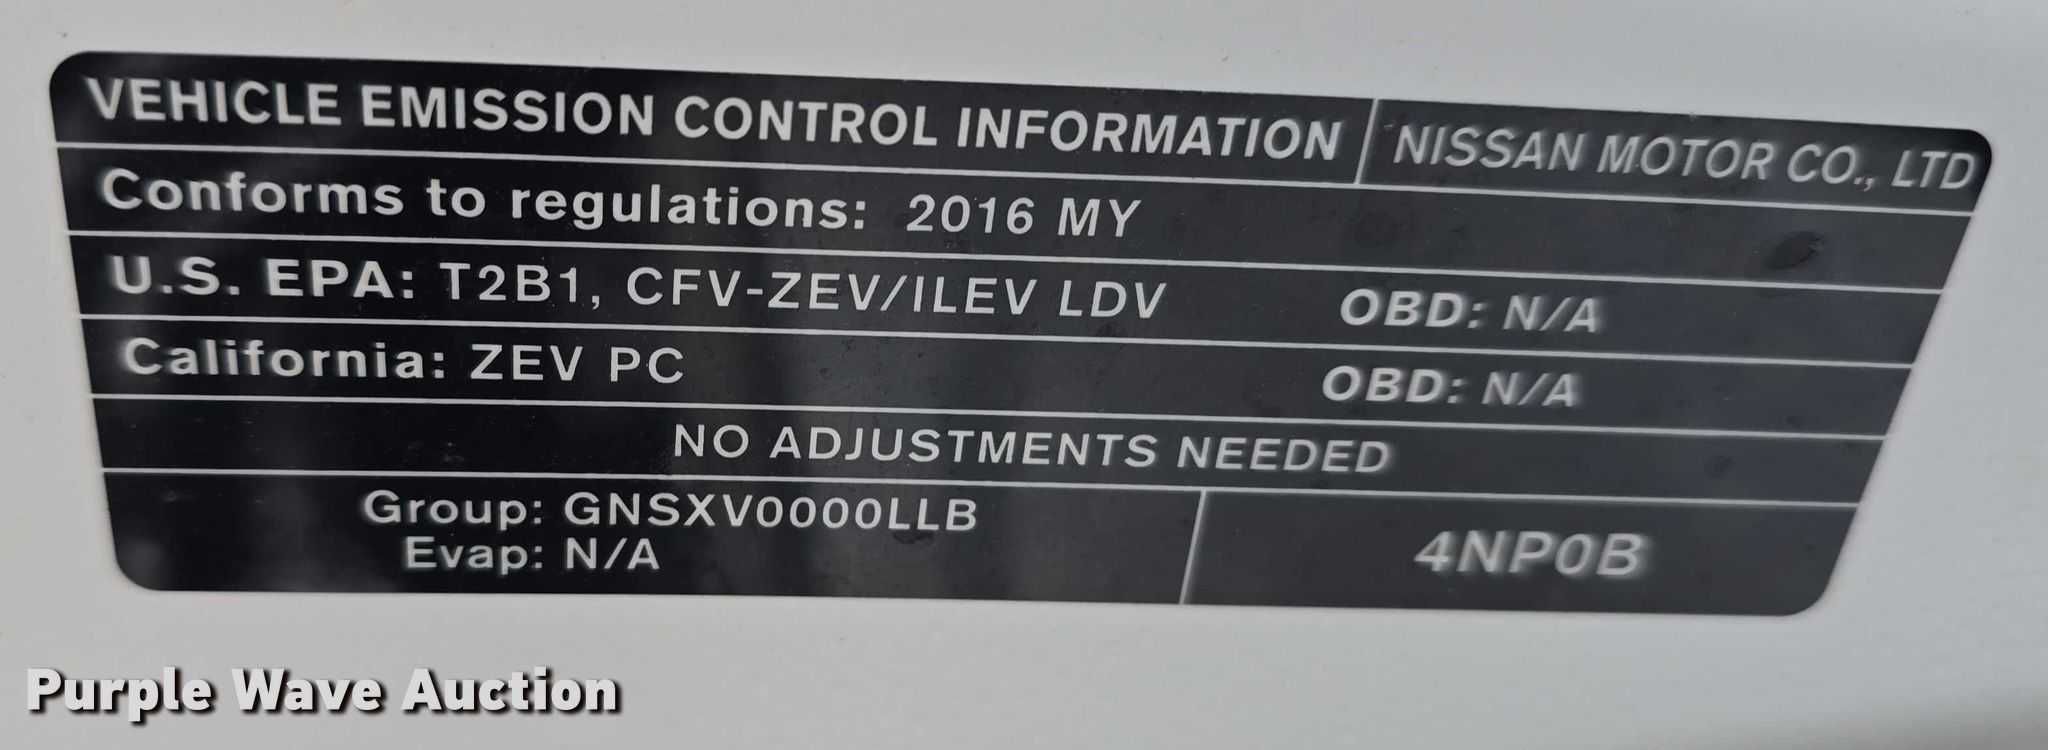 VEHICLE EMISSION CONTROL INFORMATION NISSAN MOTOR CO., LTD
Conforms to regulations: 2016 MY
U.S. EPA: T2B1, CFV-ZEV/ILEV LDV OBD: N/A
California: ZEV PC OBD: N/A
NO ADJUSTMENTS NEEDED
Group: GNSXV0000LLB
Evap: N/A
4NP0B
Purple Wave Auction